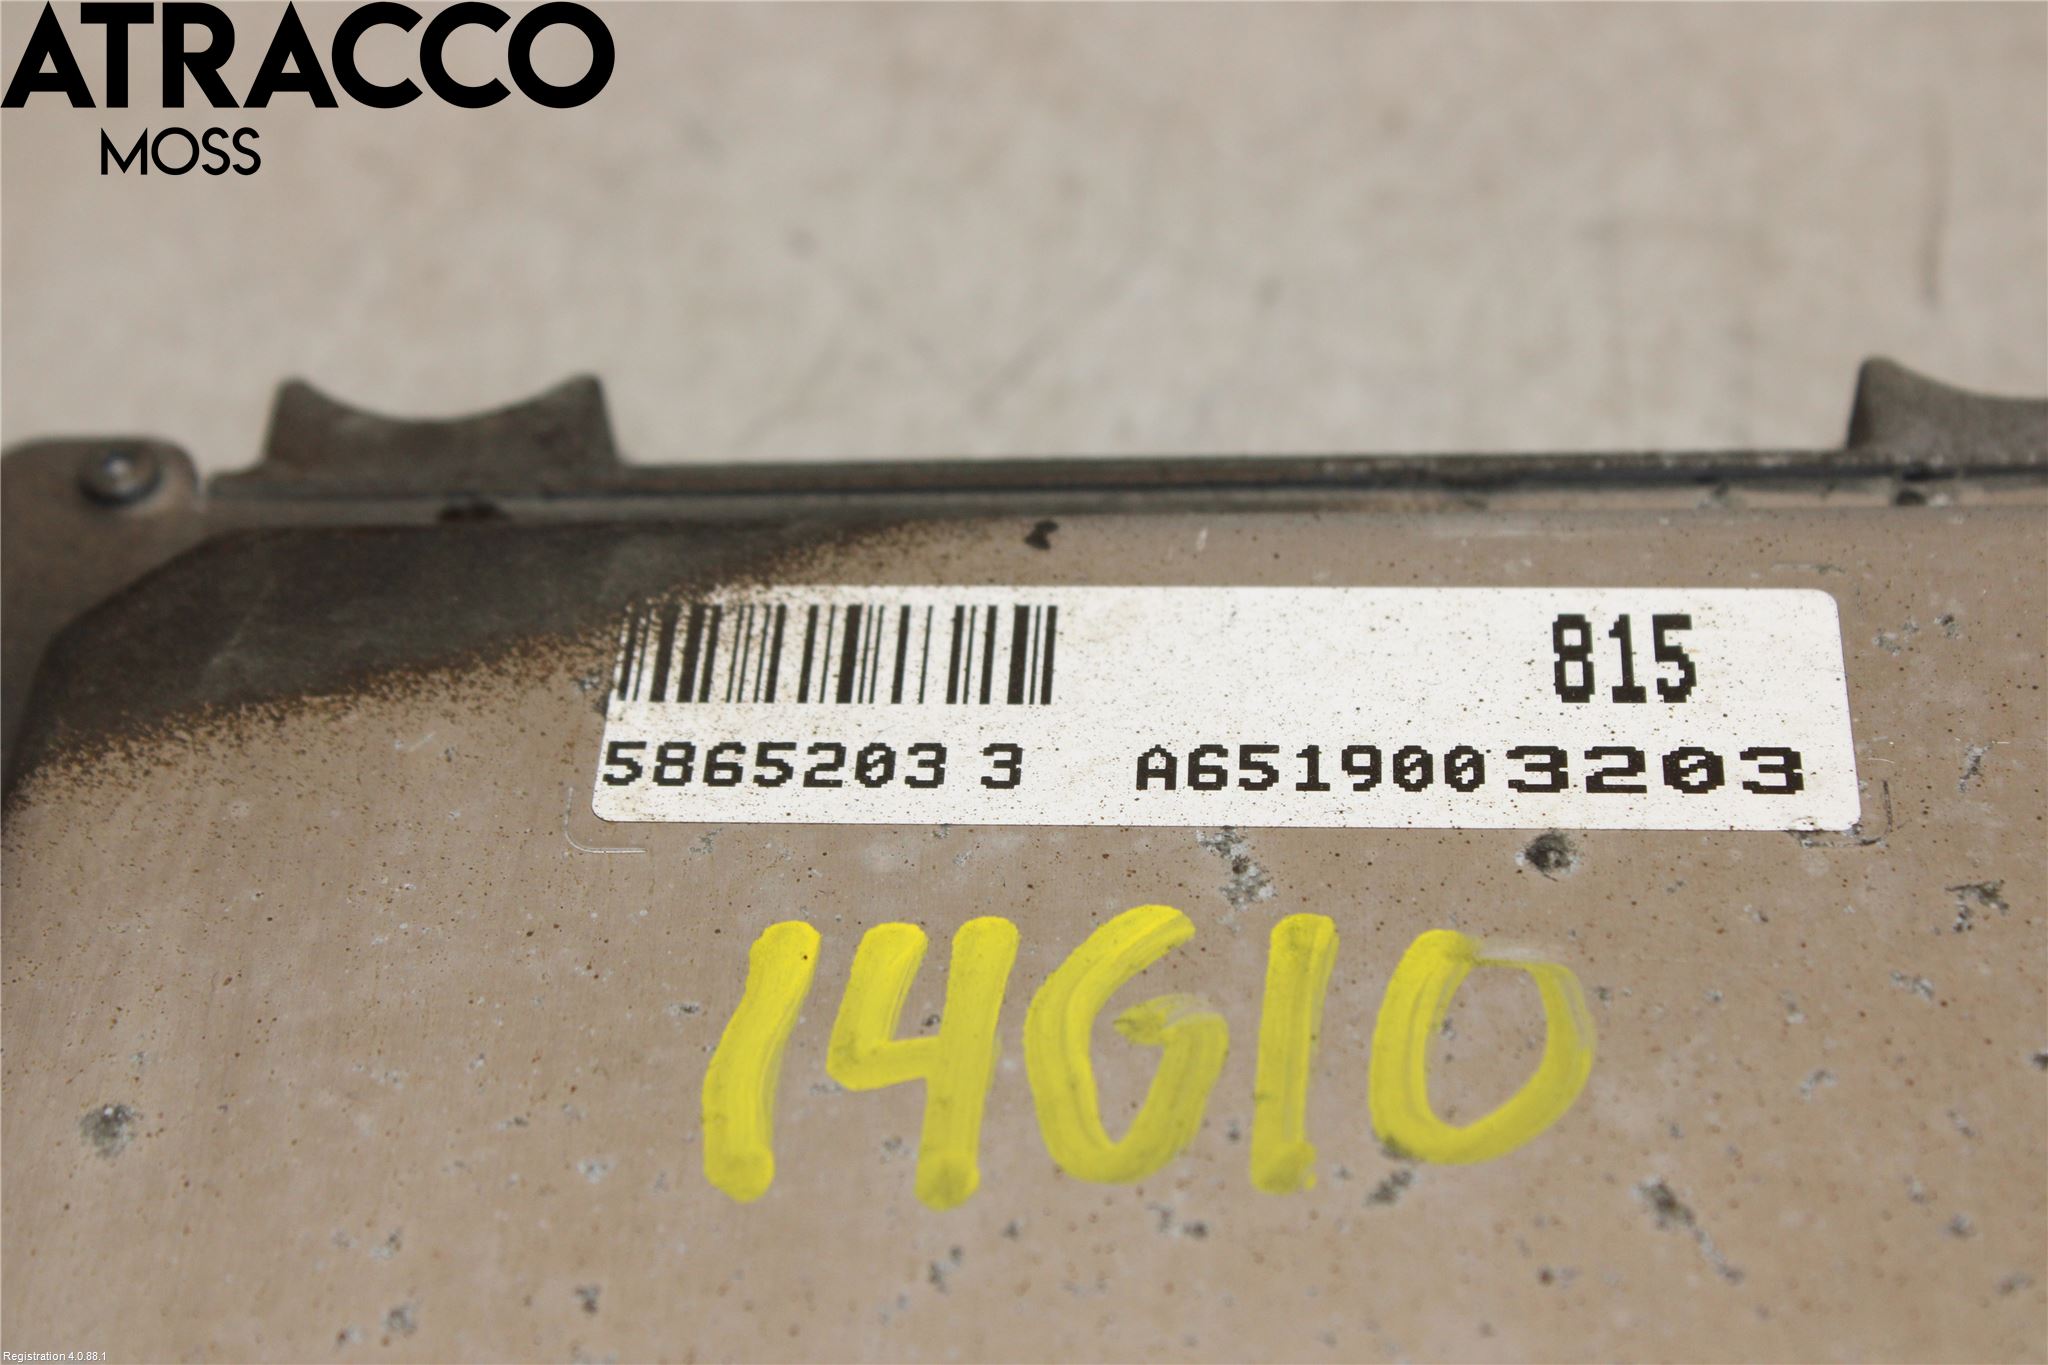 ATRACCO
MOSS
815
5865203 3 A6519003203
14G10
Registration 4.0.88.1